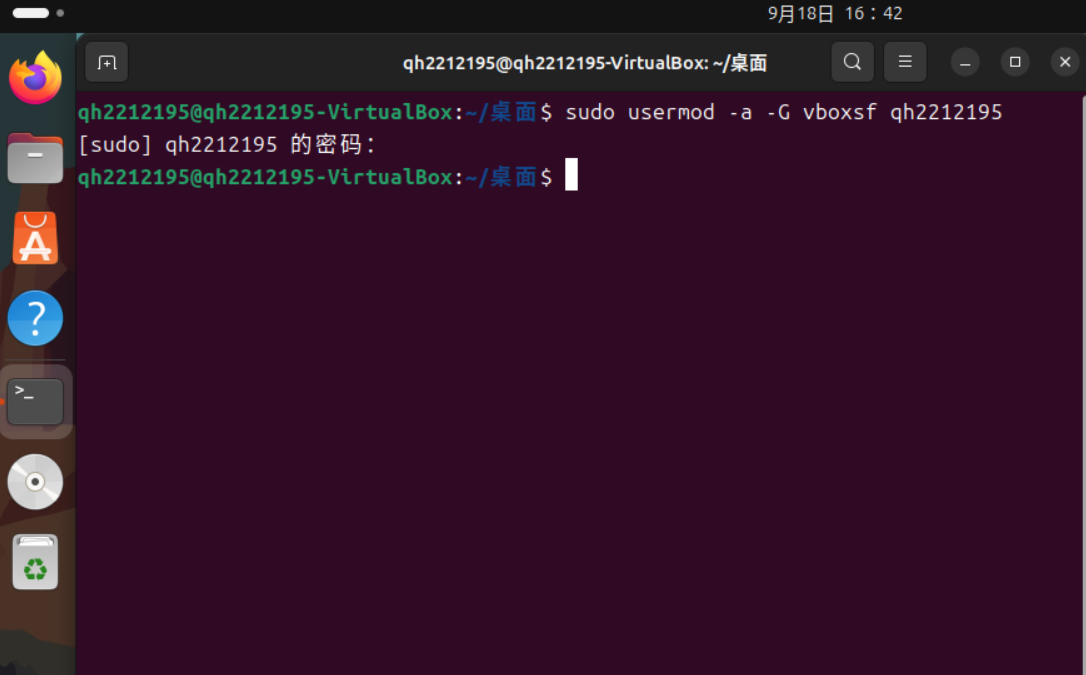 9月18日 16：42
qh2212195@qh2212195-VirtualBox: ~/桌面
qh2212195@qh2212195-VirtualBox:~/桌面$ sudo usermod -a -G vboxsf qh2212195
[sudo] qh2212195 的密码：
qh2212195@qh2212195-VirtualBox:~/桌面$